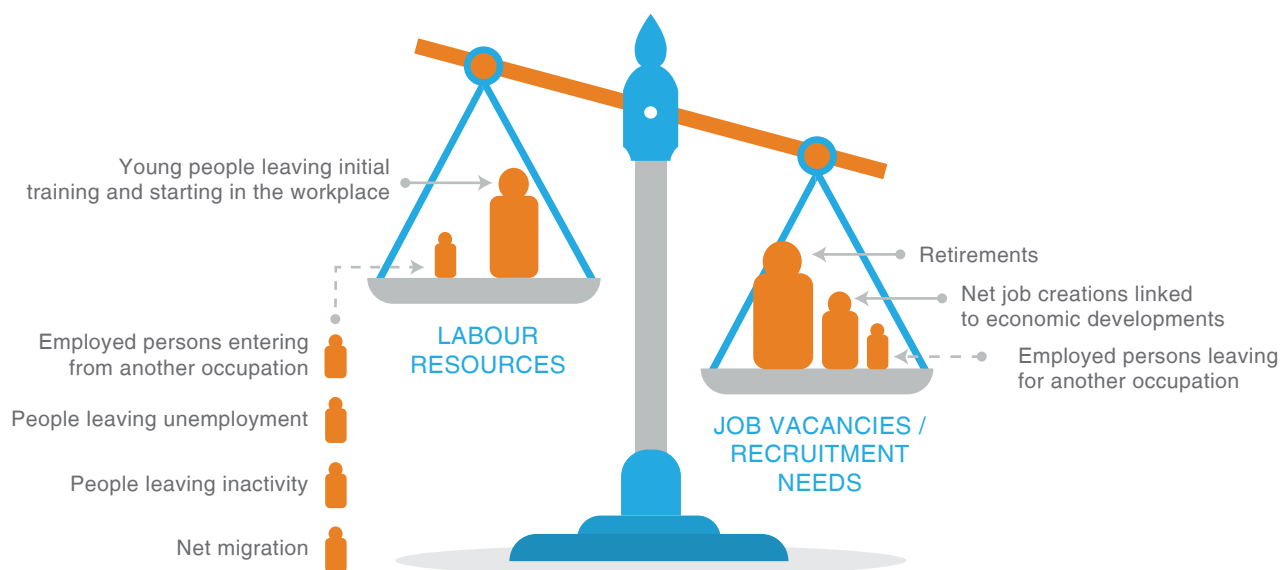 Young people leaving initial
training and starting in the workplace
Employed persons entering
from another occupation
People leaving unemployment
People leaving inactivity
Net migration
LABOUR
RESOURCES
Retirements
Net job creations linked
to economic developments
Employed persons leaving
for another occupation
JOB VACANCIES /
RECRUITMENT
NEEDS